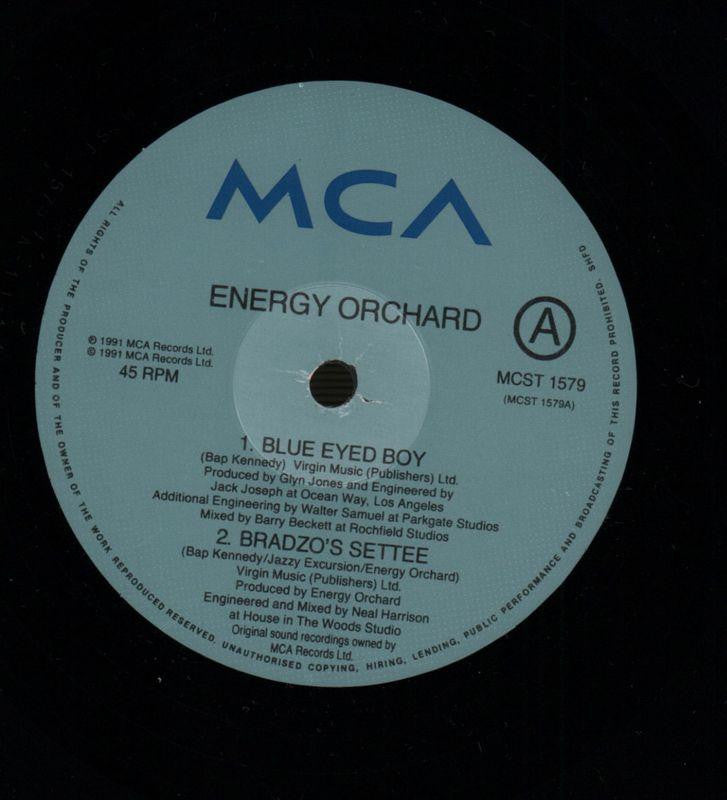 MCA
ENERGY ORCHARD
A
℗ 1991 MCA Records Ltd.
© 1991 MCA Records Ltd.
45 RPM
MCST 1579
(MCST 1579A)
1. BLUE EYED BOY
(Bap Kennedy) Virgin Music (Publishers) Ltd.
Produced by Glyn Jones and Engineered by
Jack Joseph at Ocean Way, Los Angeles
Additional Engineering by Walter Samuel at Parkgate Studios
Mixed by Barry Beckett at Rochfield Studios
2. BRADZO'S SETTEE
(Bap Kennedy/Jazzy Excursion/Energy Orchard)
Virgin Music (Publishers) Ltd.
Produced by Energy Orchard
Engineered and Mixed by Neal Harrison
at House in The Woods Studio
Original sound recordings owned by
MCA Records Ltd.
ALL RIGHTS OF THE PRODUCER AND OF THE OWNER OF THE WORK REPRODUCED RESERVED. UNAUTHORISED COPYING, HIRING, LENDING, PUBLIC PERFORMANCE AND BROADCASTING OF THIS RECORD PROHIBITED. SHFD